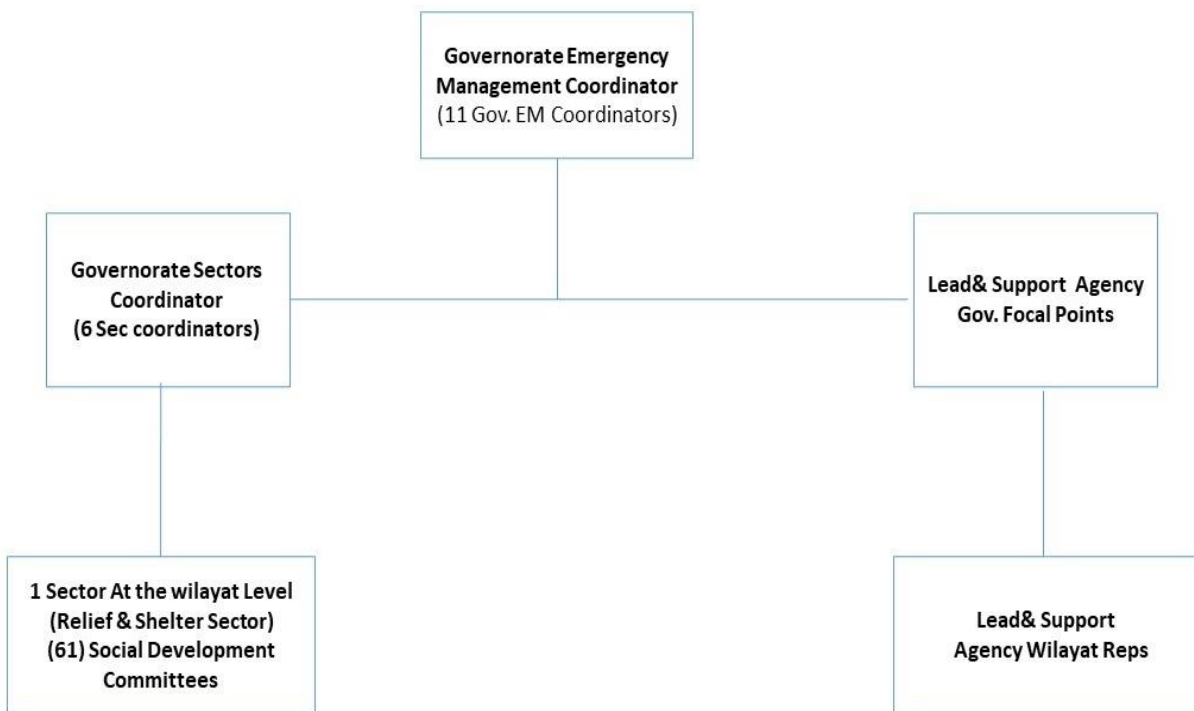 Governorate Emergency
Management Coordinator
(11 Gov. EM Coordinators)
Governorate Sectors
Coordinator
(6 Sec coordinators)
Lead& Support Agency
Gov. Focal Points
1 Sector At the wilayat Level
(Relief & Shelter Sector)
(61) Social Development
Committees
Lead& Support
Agency Wilayat Reps